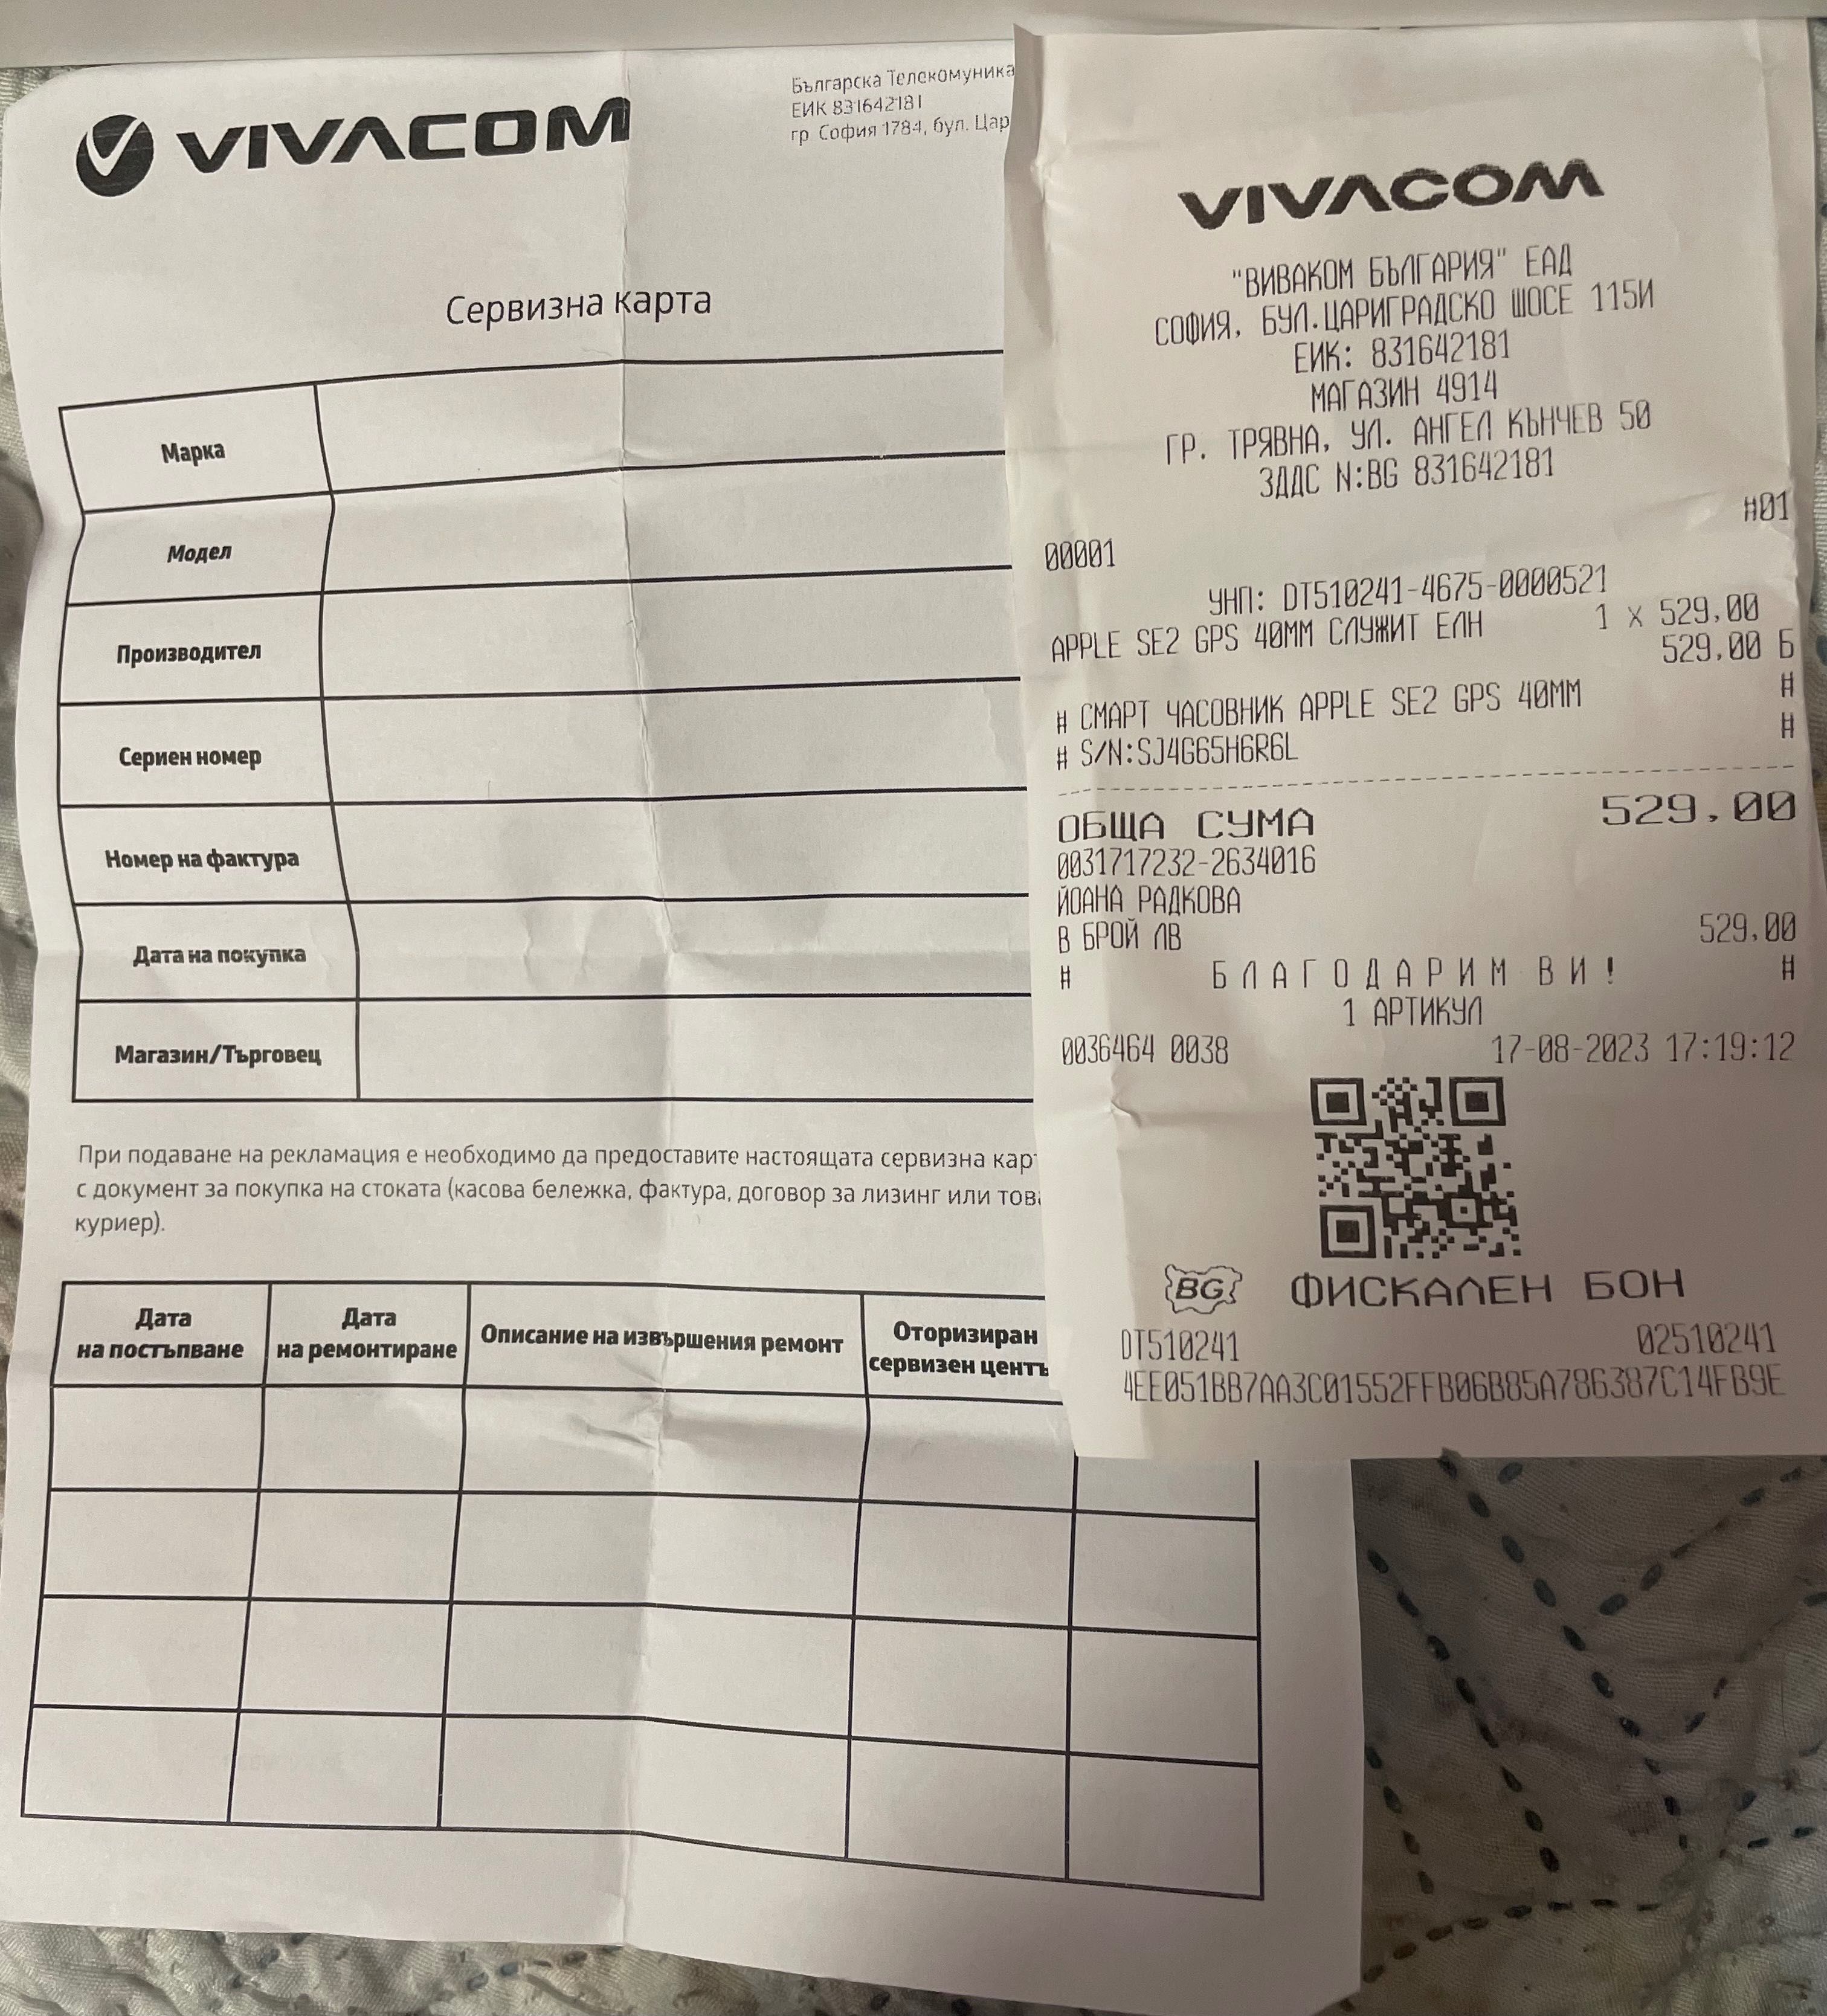 VIVACOM
Българска Телекомуника
ЕИК 831642181
гр София 1784, бул. Цар
Сервизна карта
Марка
Модел
Производител
Сериен номер
Номер на фактура
Дата на покупка
Магазин/Търговец
При подаване на рекламация е необходимо да предоставите настоящата сервизна кар
с документ за покупка на стоката (касова бележка, фактура, договор за лизинг или това
куриер).
Дата на постъпване
Дата на ремонтиране
Описание на извършения ремонт
Оторизиран сервизен центъ
VIVACOM
"ВИВАКОМ БЪЛГАРИЯ" ЕАД
СОФИЯ, БУЛ.ЦАРИГРАДСКО ШОСЕ 115И
ЕИК: 831642181
МАГАЗИН 4914
ГР. ТРЯВНА, УЛ. АНГЕЛ КЪНЧЕВ 50
ЗДДС N:BG 831642181
#01
00001
УНП: DT510241-4675-0000521
1 x 529,00
APPLE SE2 GPS 40MM СЛУЖИТ ЕЛН 529,00 Б
# СМАРТ ЧАСОВНИК APPLE SE2 GPS 40MM #
# S/N:SJ4G65H6R6L #
ОБЩА СУМА 529,00
0031717232-2634016
ЙОАНА РАДКОВА
В БРОЙ ЛВ 529,00
# БЛАГОДАРИМ ВИ! #
1 АРТИКУЛ
0036464 0038 17-08-2023 17:19:12
BG ФИСКАЛЕН БОН
DT510241 02510241
4EE051BB7AA3C01552FFB06B85A786387C14FB9E